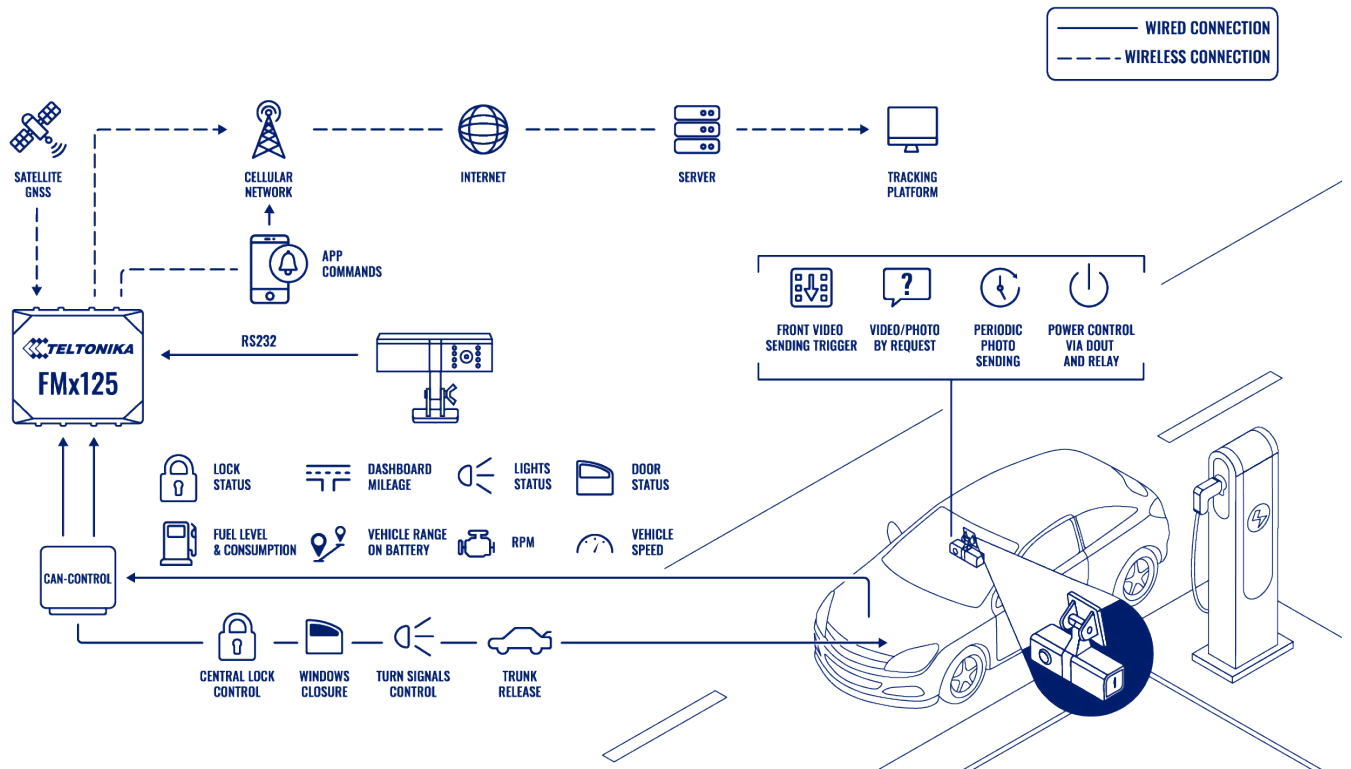 WIRED CONNECTION
WIRELESS CONNECTION
SATELLITE
GNSS
CELLULAR
NETWORK
INTERNET
SERVER
TRACKING
PLATFORM
APP
COMMANDS
TELTONIKA
FMx125
RS232
FRONT VIDEO
SENDING TRIGGER
VIDEO/PHOTO
BY REQUEST
PERIODIC
PHOTO
SENDING
POWER CONTROL
VIA DOUT
AND RELAY
LOCK
STATUS
DASHBOARD
MILEAGE
LIGHTS
STATUS
DOOR
STATUS
FUEL LEVEL
& CONSUMPTION
VEHICLE RANGE
ON BATTERY
RPM
VEHICLE
SPEED
CAN-CONTROL
CENTRAL LOCK
CONTROL
WINDOWS
CLOSURE
TURN SIGNALS
CONTROL
TRUNK
RELEASE